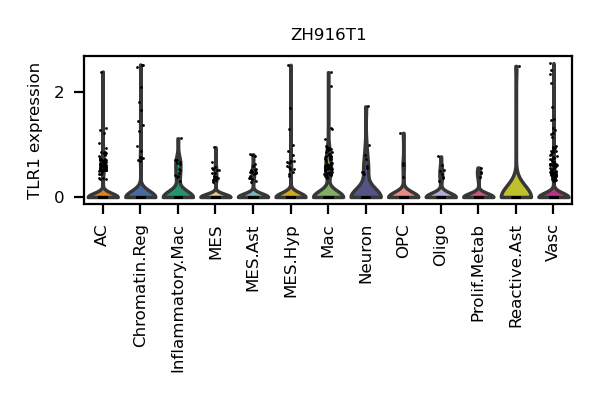 ZH916T1
TLR1 expression
2
0
AC
Chromatin.Reg
Inflammatory.Mac
MES
MES.Ast
MES.Hyp
Mac
Neuron
OPC
Oligo
Prolif.Metab
Reactive.Ast
Vasc